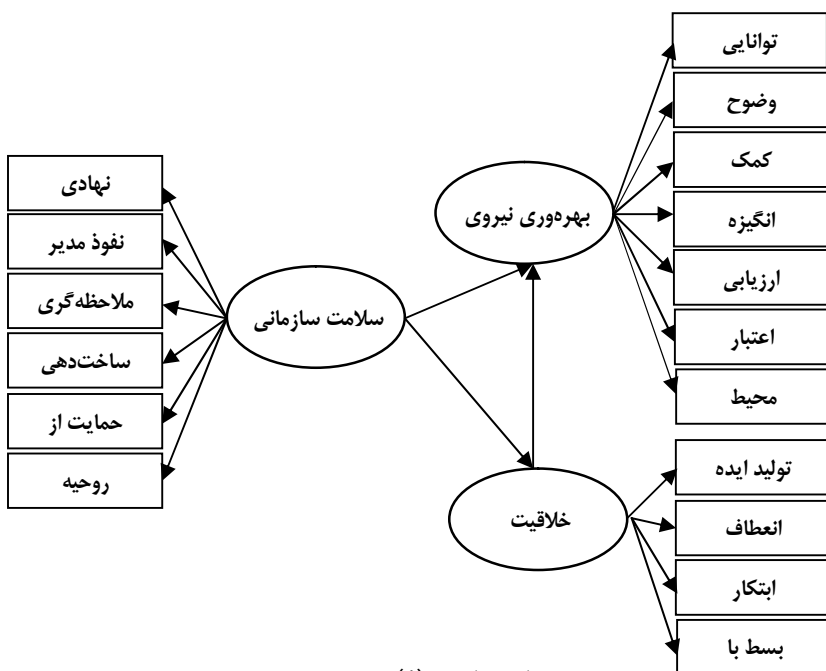 توانایی
وضوح
کمک
انگیزه
ارزیابی
اعتبار
محیط
بهره‌وری نیروی
نهادی
نفوذ مدیر
ملاحظه‌گری
ساخت‌دهی
حمایت از
روحیه
سلامت سازمانی
خلاقیت
تولید ایده
انعطاف
ابتکار
بسط با